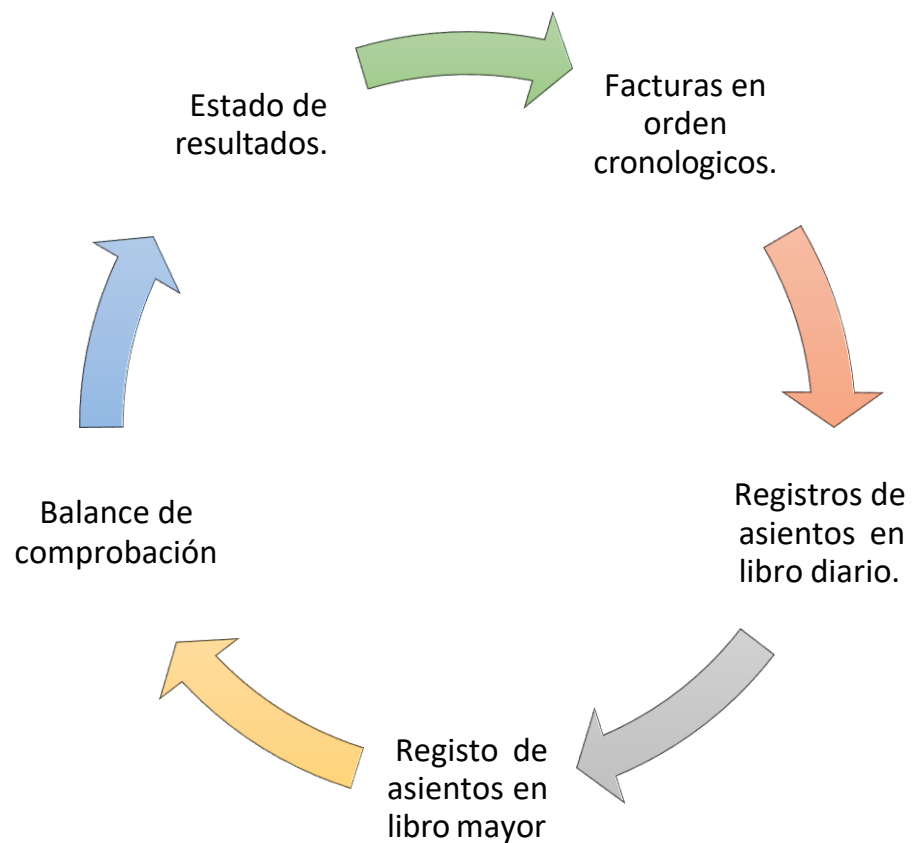 Estado de
resultados.
Facturas en
orden
cronologicos.
Registros de
asientos en
libro diario.
Registo de
asientos en
libro mayor
Balance de
comprobación